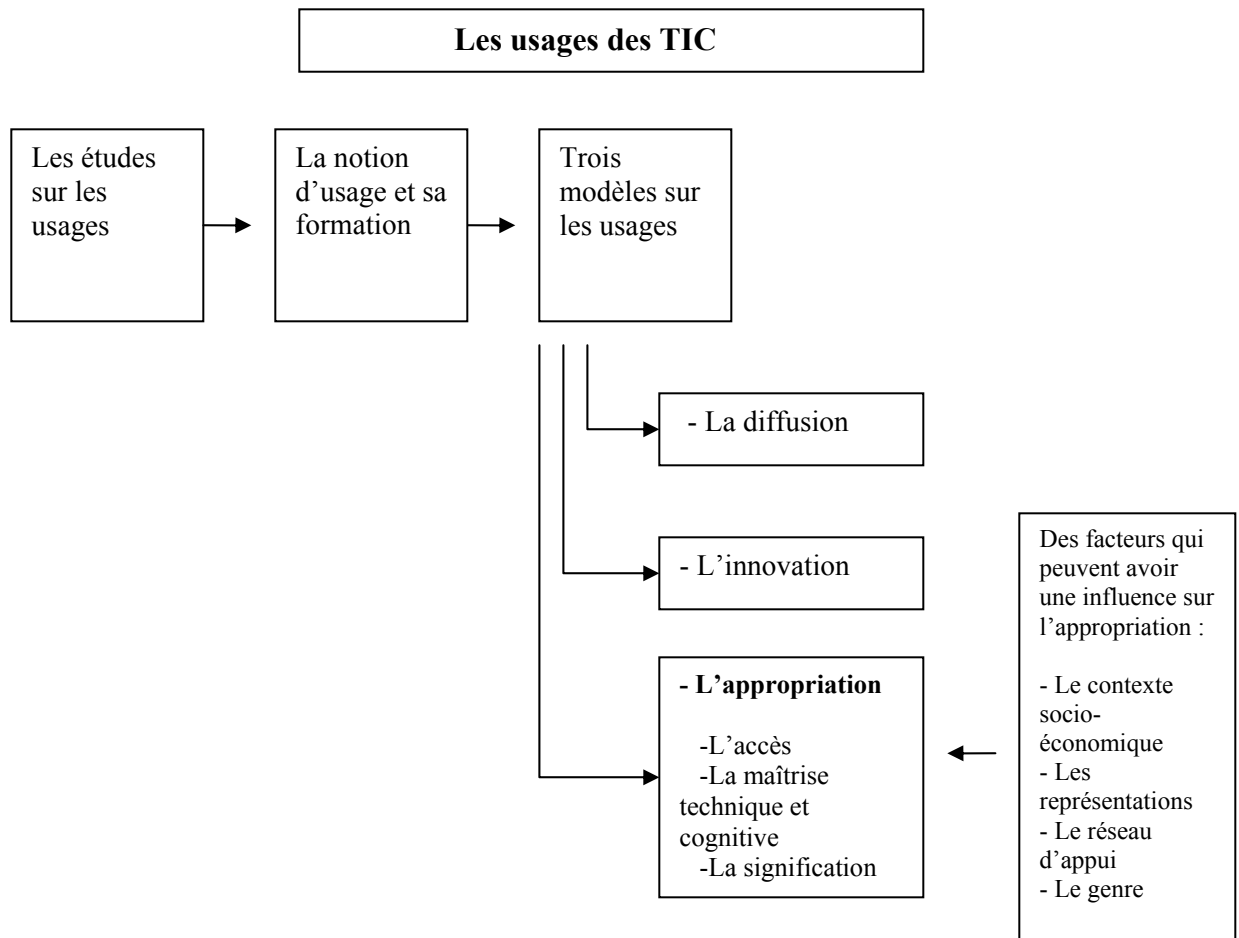 Les usages des TIC
Les études
sur les
usages
La notion
d’usage et sa
formation
Trois
modèles sur
les usages
- La diffusion
- L’innovation
- L’appropriation
-L’accès
-La maîtrise
technique et
cognitive
-La signification
Des facteurs qui
peuvent avoir
une influence sur
l’appropriation :
- Le contexte
socio-
économique
- Les
représentations
- Le réseau
d’appui
- Le genre